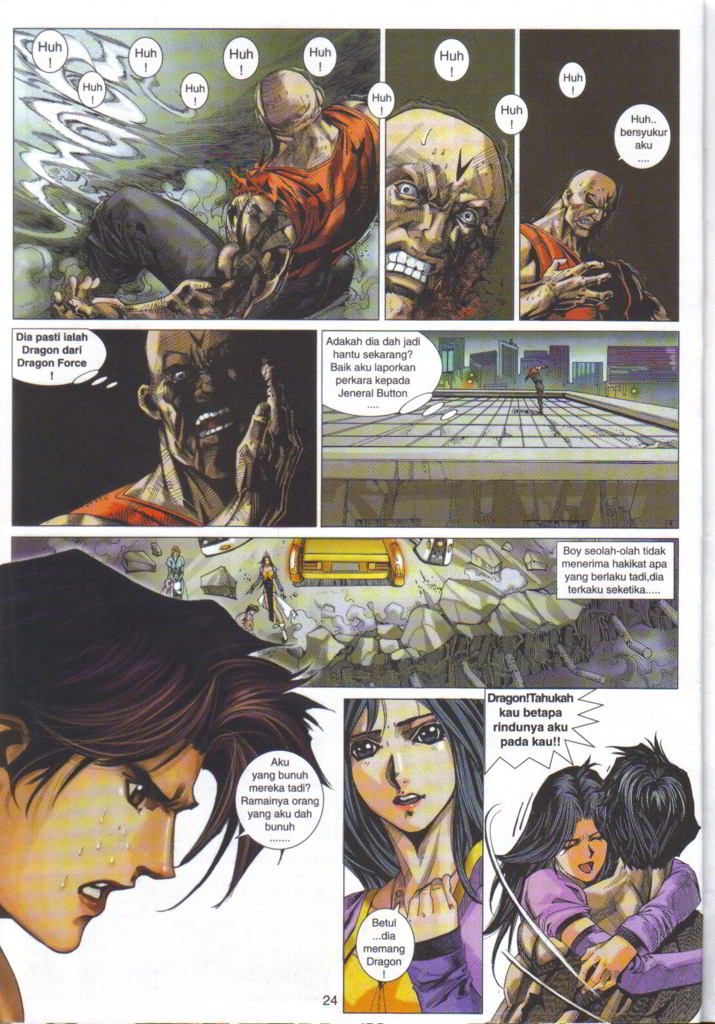 Huh
!
Huh
!
Huh
!
Huh
!
Huh
!
Huh
!
Huh
!
Huh
!
Huh
!
Huh
!
Huh..
bersyukur
aku
....
Dia pasti ialah
Dragon dari
Dragon Force
!
Adakah dia dah jadi
hantu sekarang?
Baik aku laporkan
perkara kepada
Jeneral Button
....
Boy seolah-olah tidak
menerima hakikat apa
yang berlaku tadi,dia
terkaku seketika.....
Aku
yang bunuh
mereka tadi?
Ramainya orang
yang aku dah
bunuh
.......
Betul
...dia
memang
Dragon
!
Dragon!Tahukah
kau betapa
rindunya aku
pada kau!!
24